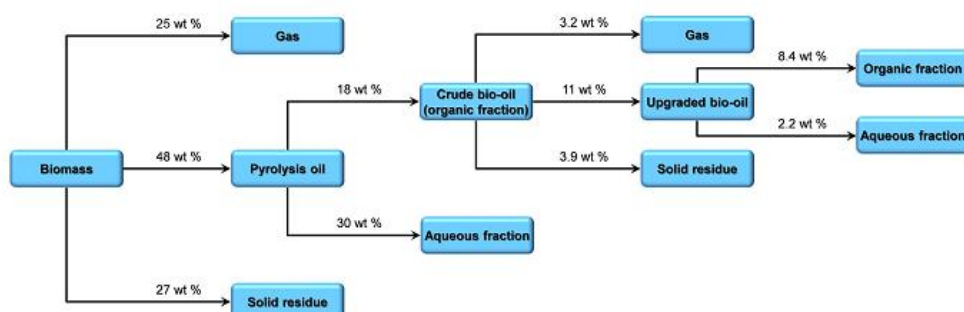 25 wt %
Gas
3.2 wt %
Gas
8.4 wt %
Organic fraction
18 wt %
Crude bio-oil
(organic fraction)
11 wt %
Upgraded bio-oil
2.2 wt %
Aqueous fraction
Biomass
48 wt %
Pyrolysis oil
3.9 wt %
Solid residue
30 wt %
Aqueous fraction
27 wt %
Solid residue